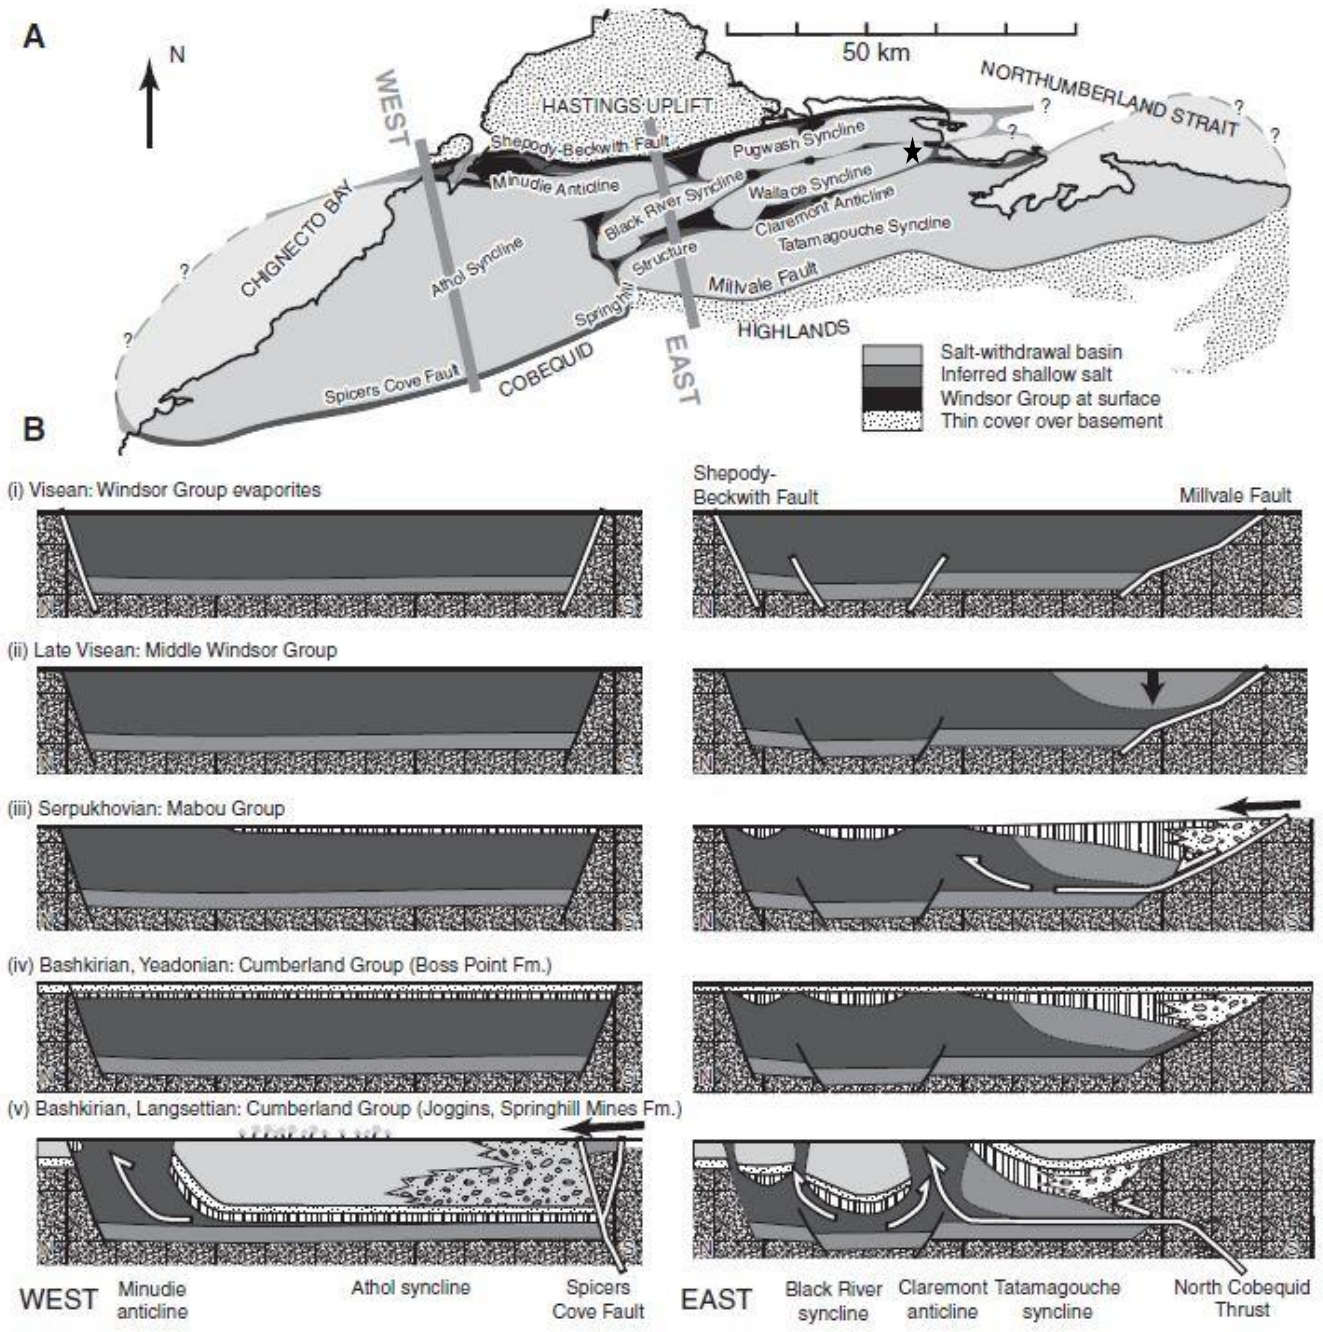 A
N
50 km
NORTHUMBERLAND STRAIT
WEST
HASTINGS UPLIFT
Shepody-Beckwith Fault
Pugwash Syncline
Minudie Anticline
Black River Syncline
Wallace Syncline
Claremont Anticline
Tatamagouche Syncline
CHIGNECTO BAY
Athol Syncline
Springhill Structure
Millvale Fault
HIGHLANDS
EAST
COBEQUID
Spicers Cove Fault
?
?
?
?
?
?
Salt-withdrawal basin
Inferred shallow salt
Windsor Group at surface
Thin cover over basement
B
(i) Visean: Windsor Group evaporites
Shepody-
Beckwith Fault
Millvale Fault
N S N S
(ii) Late Visean: Middle Windsor Group
N S N S
(iii) Serpukhovian: Mabou Group
N S N S
(iv) Bashkirian, Yeadonian: Cumberland Group (Boss Point Fm.)
N S N S
(v) Bashkirian, Langsettian: Cumberland Group (Joggins, Springhill Mines Fm.)
N S N S
WEST
Minudie
anticline
Athol syncline
Spicers
Cove Fault
EAST
Black River
syncline
Claremont
anticline
Tatamagouche
syncline
North Cobequid
Thrust